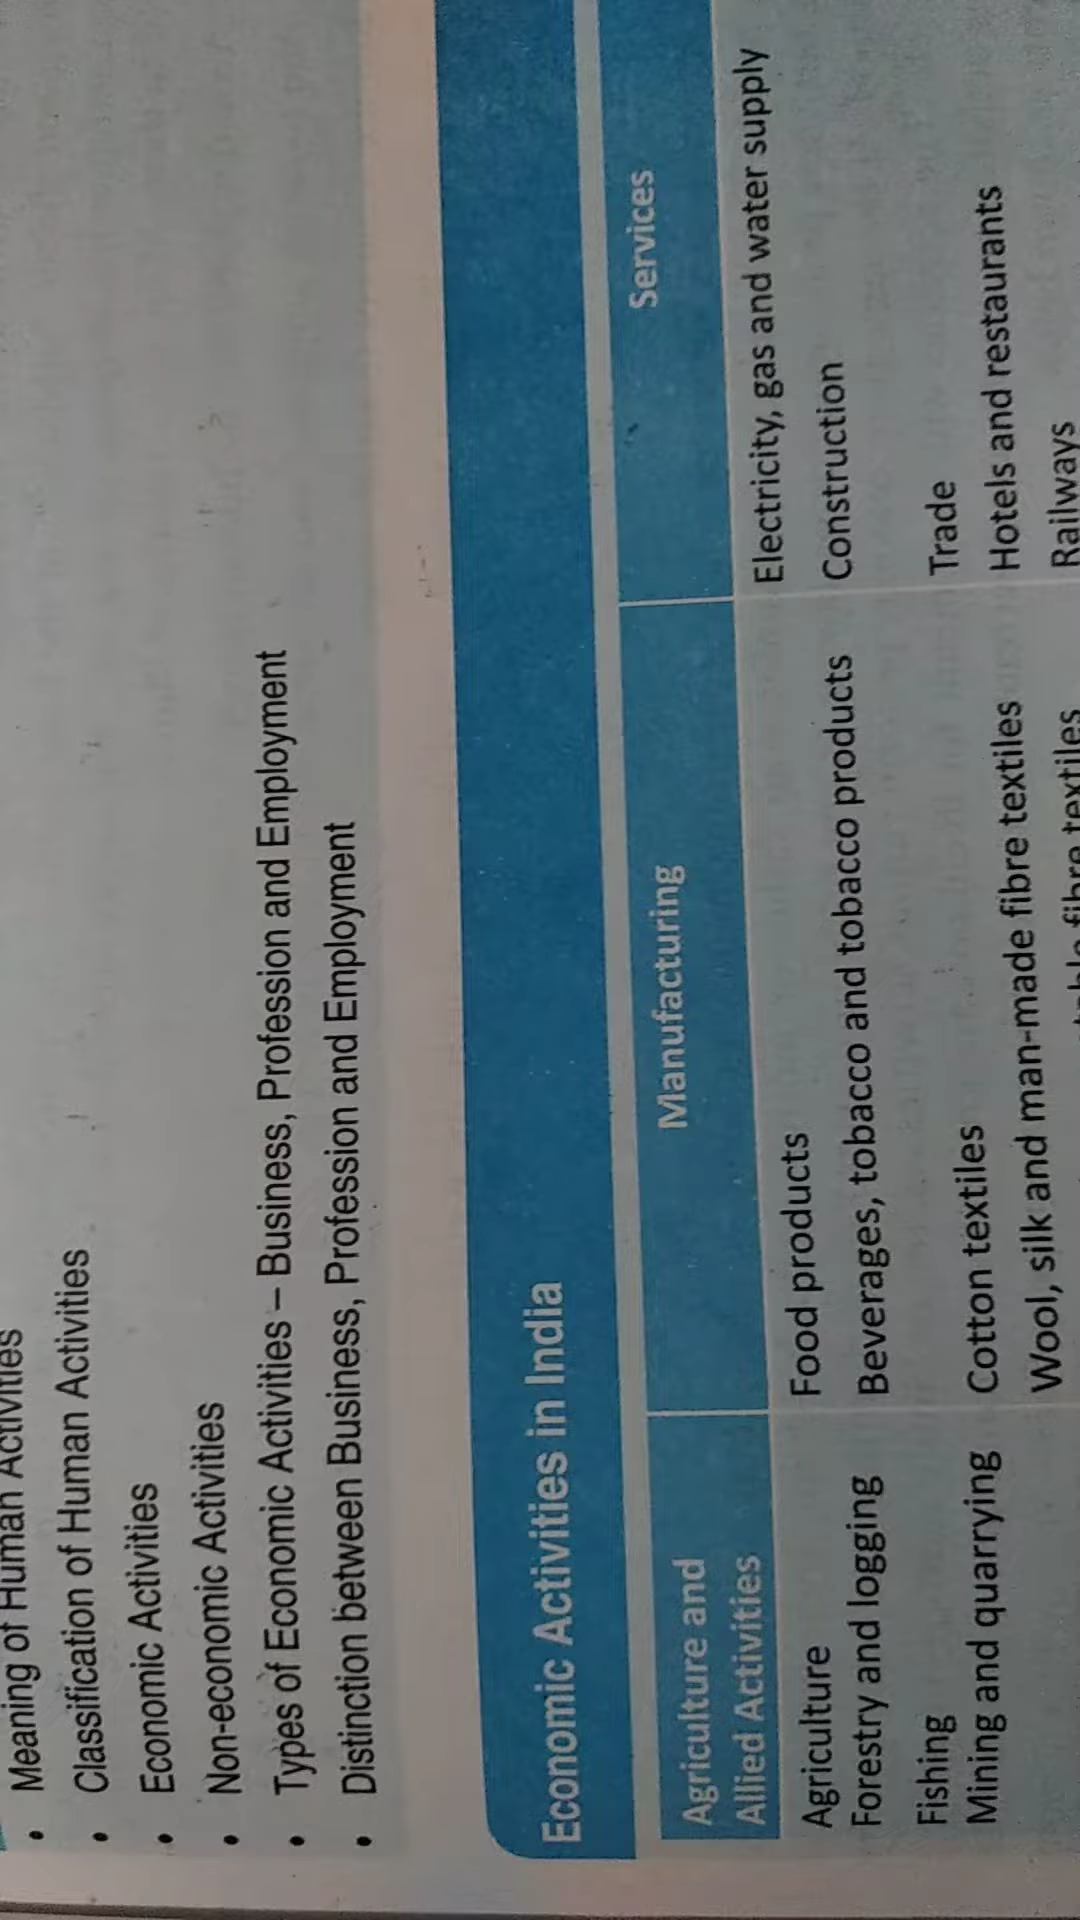 • Meaning of Human Activities
• Classification of Human Activities
• Economic Activities
• Non-economic Activities
• Types of Economic Activities – Business, Profession and Employment
• Distinction between Business, Profession and Employment
Economic Activities in India
Agriculture and Allied Activities
Manufacturing
Services
Agriculture
Food products
Electricity, gas and water supply
Forestry and logging
Beverages, tobacco and tobacco products
Construction
Fishing
Cotton textiles
Trade
Mining and quarrying
Wool, silk and man-made fibre textiles
Hotels and restaurants
fibre textiles
Railways